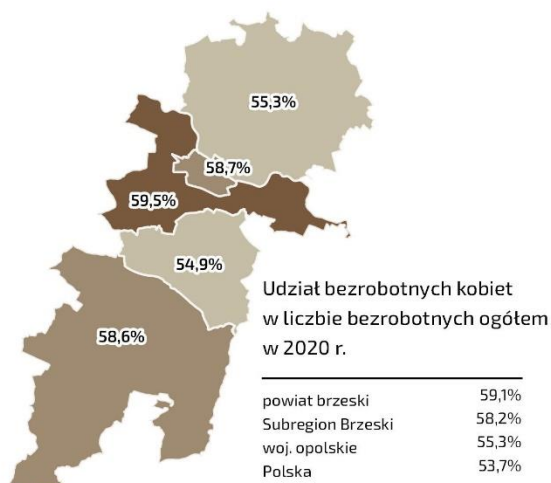 55,3%
58,7%
59,5%
54,9%
58,6%
Udział bezrobotnych kobiet
w liczbie bezrobotnych ogółem
w 2020 r.
powiat brzeski 59,1%
Subregion Brzeski 58,2%
woj. opolskie 55,3%
Polska 53,7%